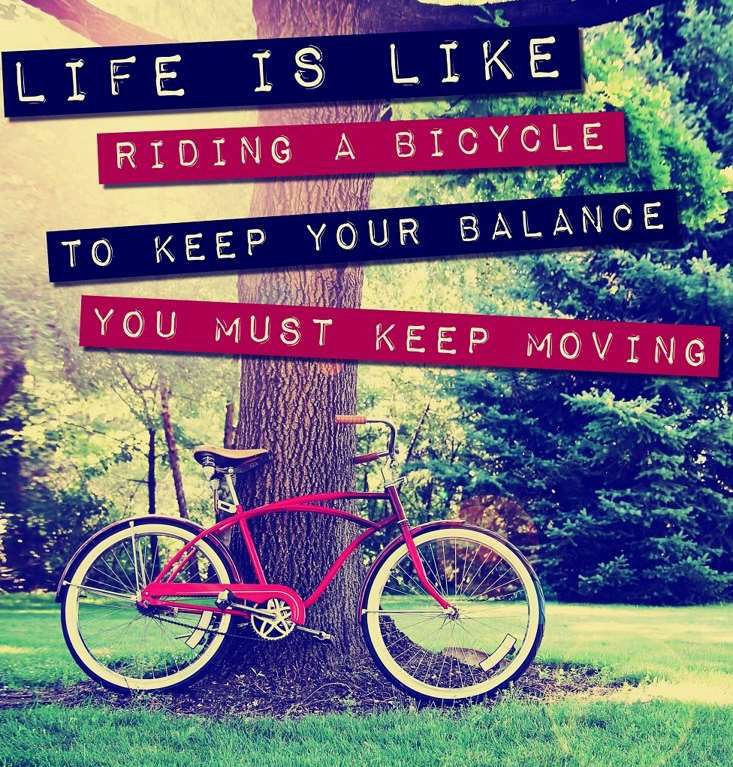 LIFE IS LIKE
RIDING A BICYCLE
TO KEEP YOUR BALANCE
YOU MUST KEEP MOVING